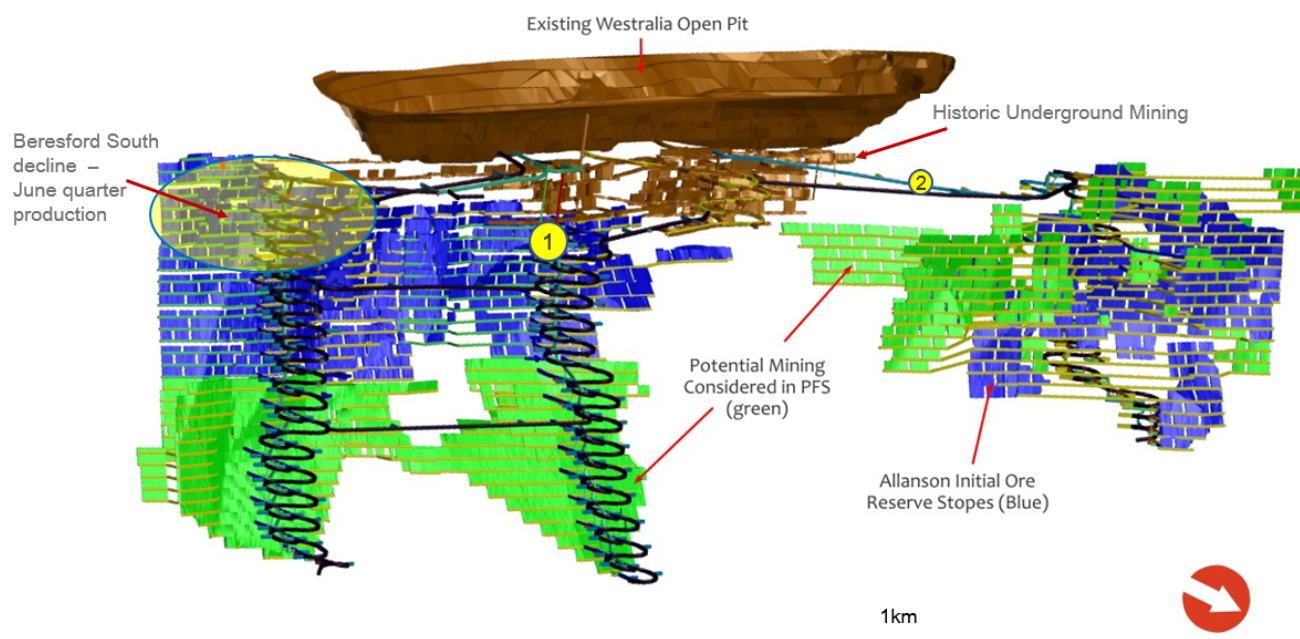 Existing Westralia Open Pit
Historic Underground Mining
Beresford South
decline –
June quarter
production
2
1
Potential Mining
Considered in PFS
(green)
Allanson Initial Ore
Reserve Stopes (Blue)
1km